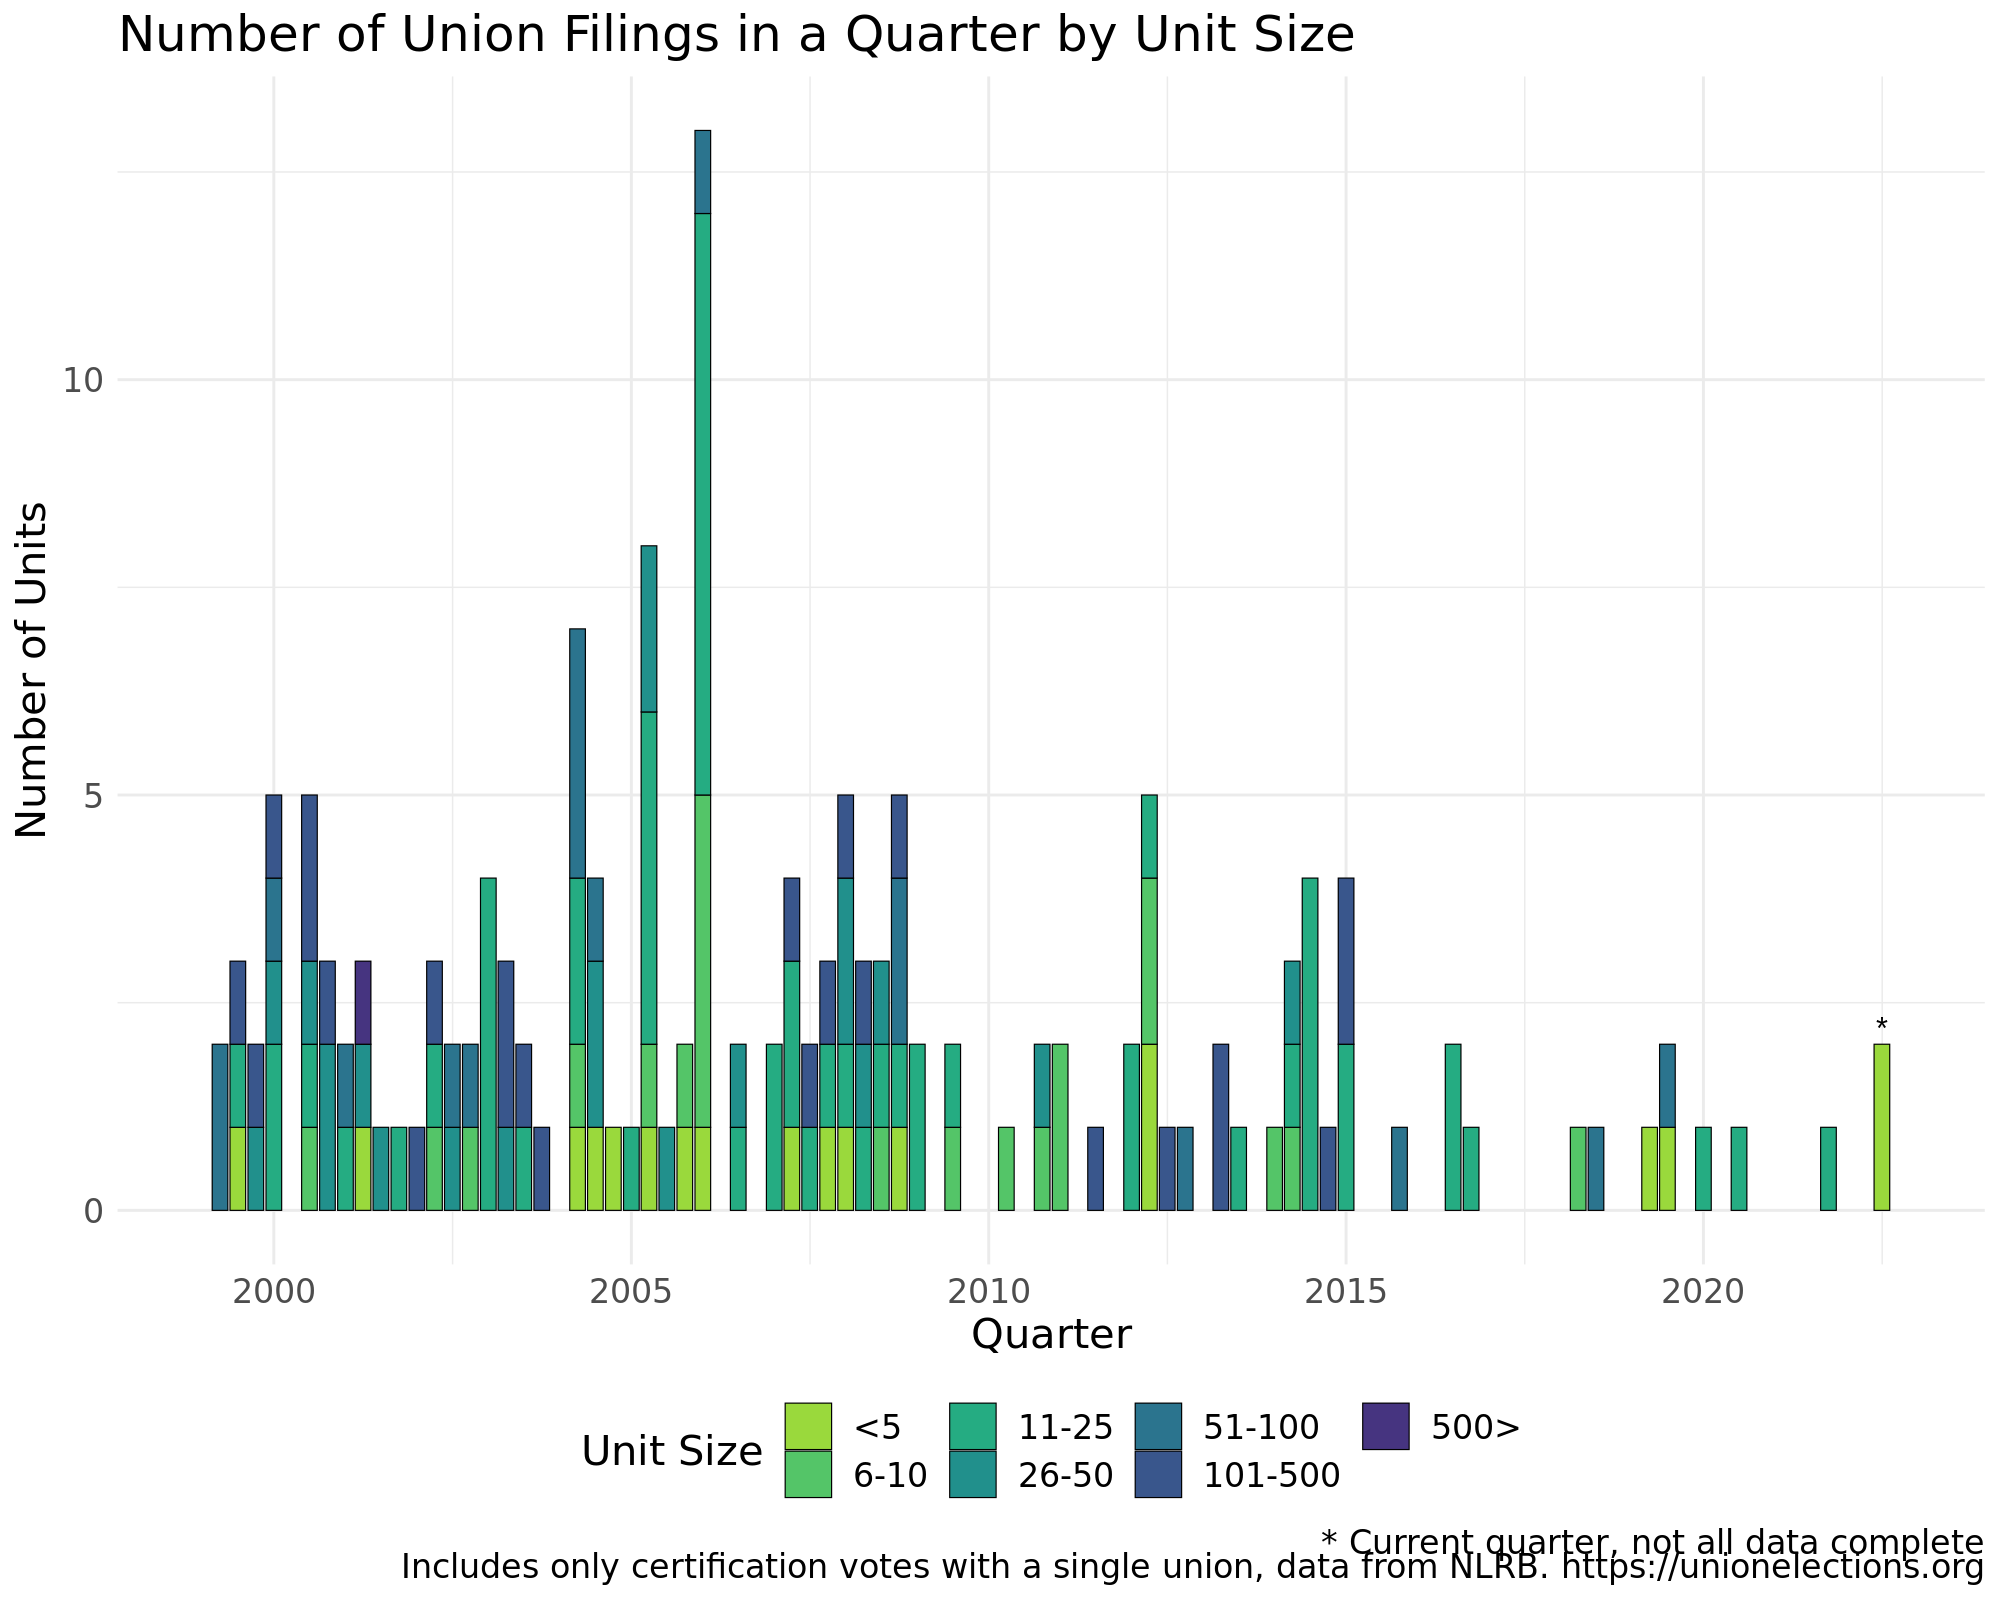 Number of Union Filings in a Quarter by Unit Size
Number of Units
10
5
0
*
2000 2005 2010 2015 2020
Quarter
Unit Size
<5 11-25 51-100 500>
6-10 26-50 101-500
* Current quarter, not all data complete
Includes only certification votes with a single union, data from NLRB. https://unionelections.org